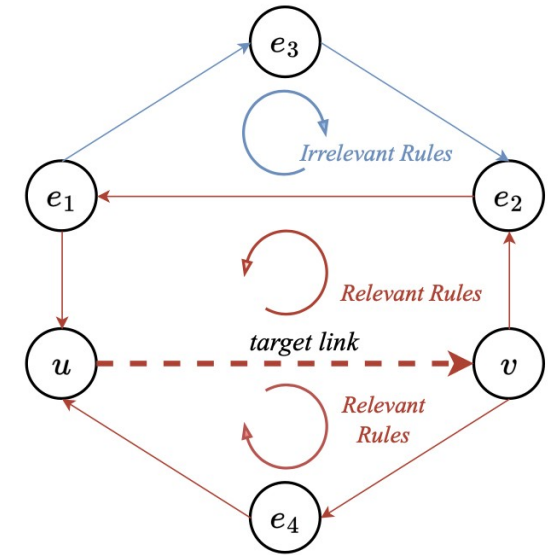 e3
Irrelevant Rules
e1
e2
Relevant Rules
target link
u
v
Relevant
Rules
e4